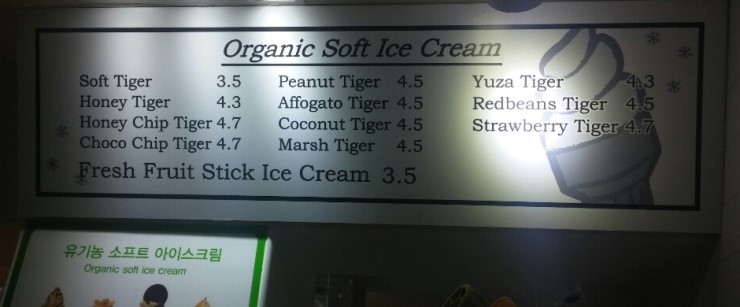 Organic Soft Ice Cream
Soft Tiger 3.5
Honey Tiger 4.3
Honey Chip Tiger 4.7
Choco Chip Tiger 4.7
Peanut Tiger 4.5
Affogato Tiger 4.5
Coconut Tiger 4.5
Marsh Tiger 4.5
Yuza Tiger 4.3
Redbeans Tiger 4.5
Strawberry Tiger 4.7
Fresh Fruit Stick Ice Cream 3.5
유기농 소프트 아이스크림
Organic soft ice cream